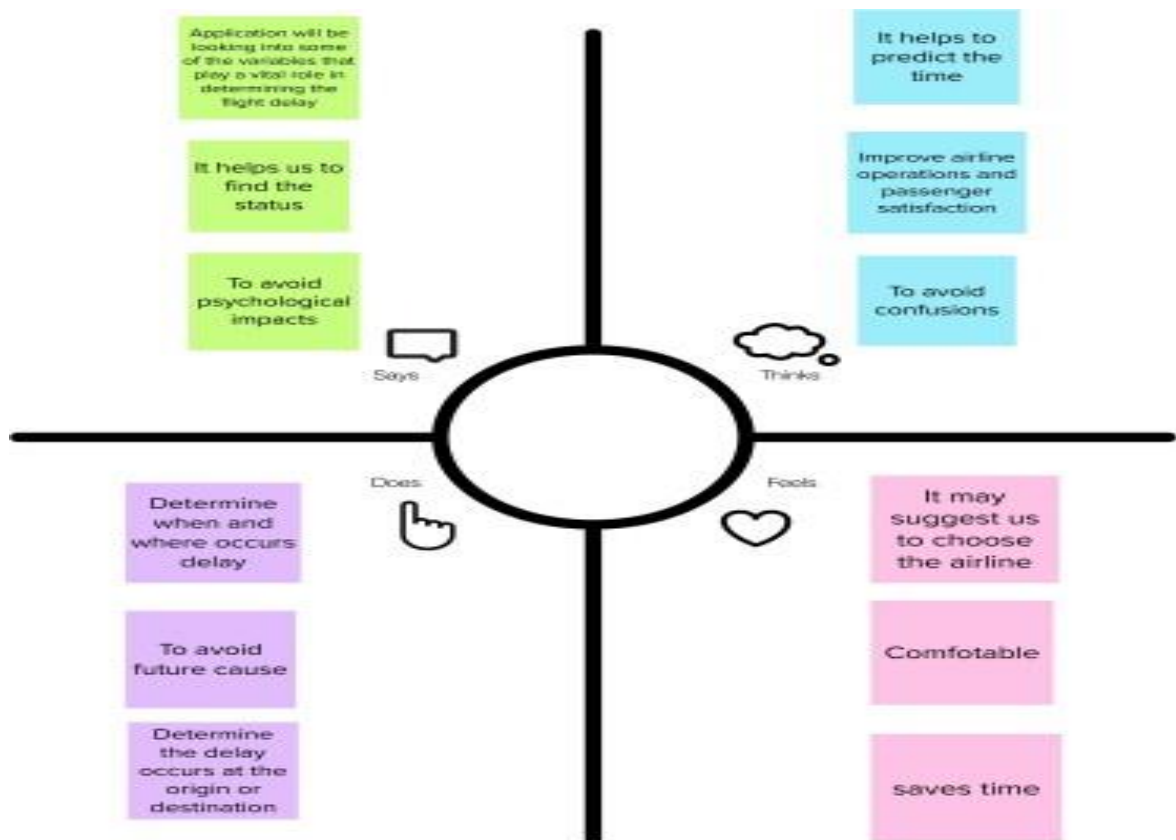 Application will be
looking into some
of the variables that
play a vital role in
determining the
flight delay
It helps us to
find the
status
To avoid
psychological
impacts
Says
It helps to
predict the
time
Improve airline
operations and
passenger
satisfaction
To avoid
confusions
Thinks
Does
Determine
when and
where occurs
delay
To avoid
future cause
Determine
the delay
occurs at the
origin or
destination
Feels
It may
suggest us
to choose
the airline
Comfotable
saves time